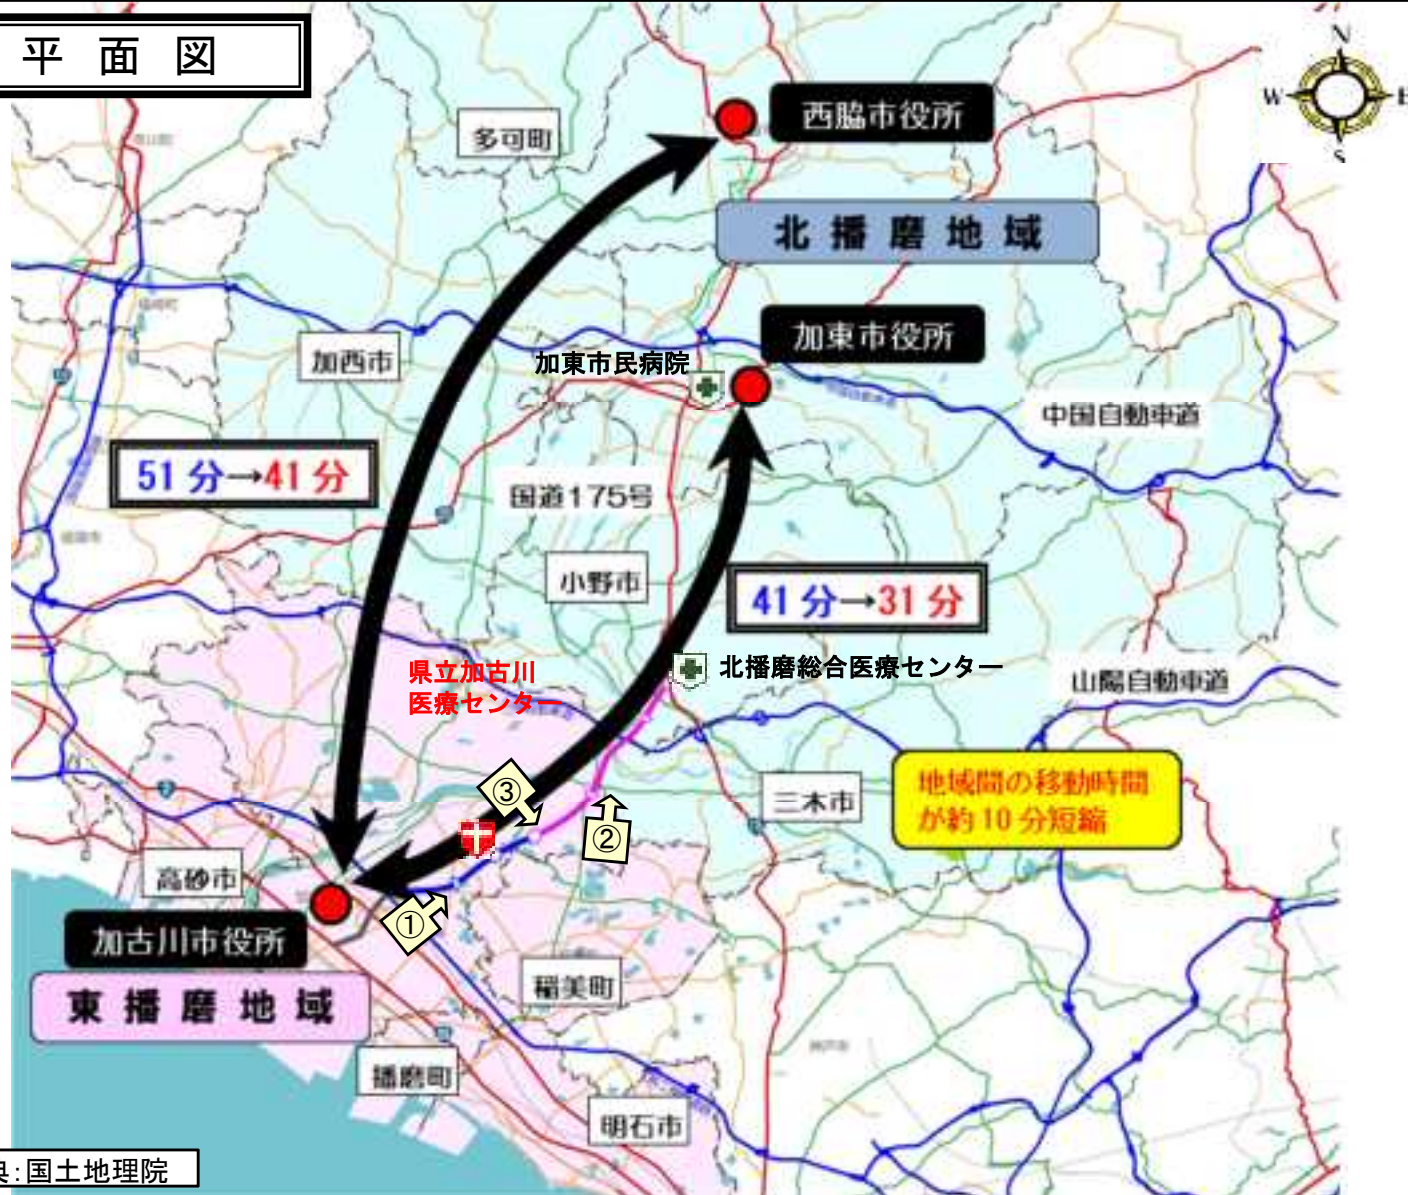 平面図
N
W
E
S
西脇市役所
多可町
北播磨地域
加東市役所
加東市民病院
加西市
中国自動車道
51分→41分
国道175号
小野市
41分→31分
県立加古川
医療センター
北播磨総合医療センター
山陽自動車道
地域間の移動時間
が約10分短縮
三木市
③
②
①
高砂市
加古川市役所
東播磨地域
稲美町
播磨町
明石市
:国土地理院